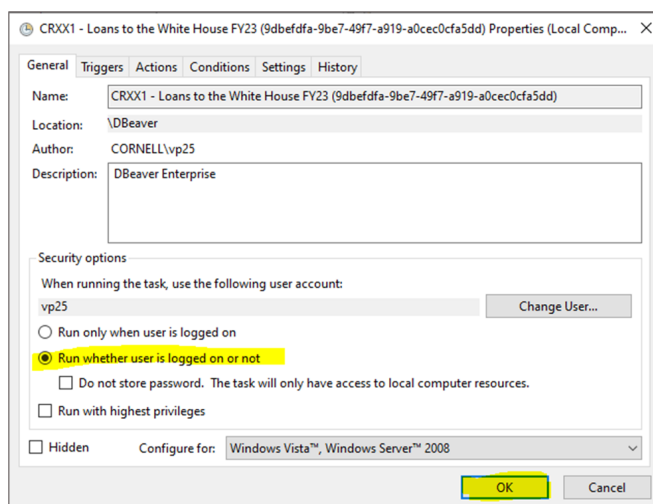 CRXX1 - Loans to the White House FY23 (9dbefdfa-9be7-49f7-a919-a0cec0cfa5dd) Properties (Local Comp...
General Triggers Actions Conditions Settings History
Name: CRXX1 - Loans to the White House FY23 (9dbefdfa-9be7-49f7-a919-a0cec0cfa5dd)
Location: \DBeaver
Author: CORNELL\vp25
Description: DBeaver Enterprise
Security options
When running the task, use the following user account:
vp25 Change User...
Run only when user is logged on
Run whether user is logged on or not
Do not store password. The task will only have access to local computer resources.
Run with highest privileges
Hidden Configure for: Windows Vista™, Windows Server™ 2008
OK Cancel